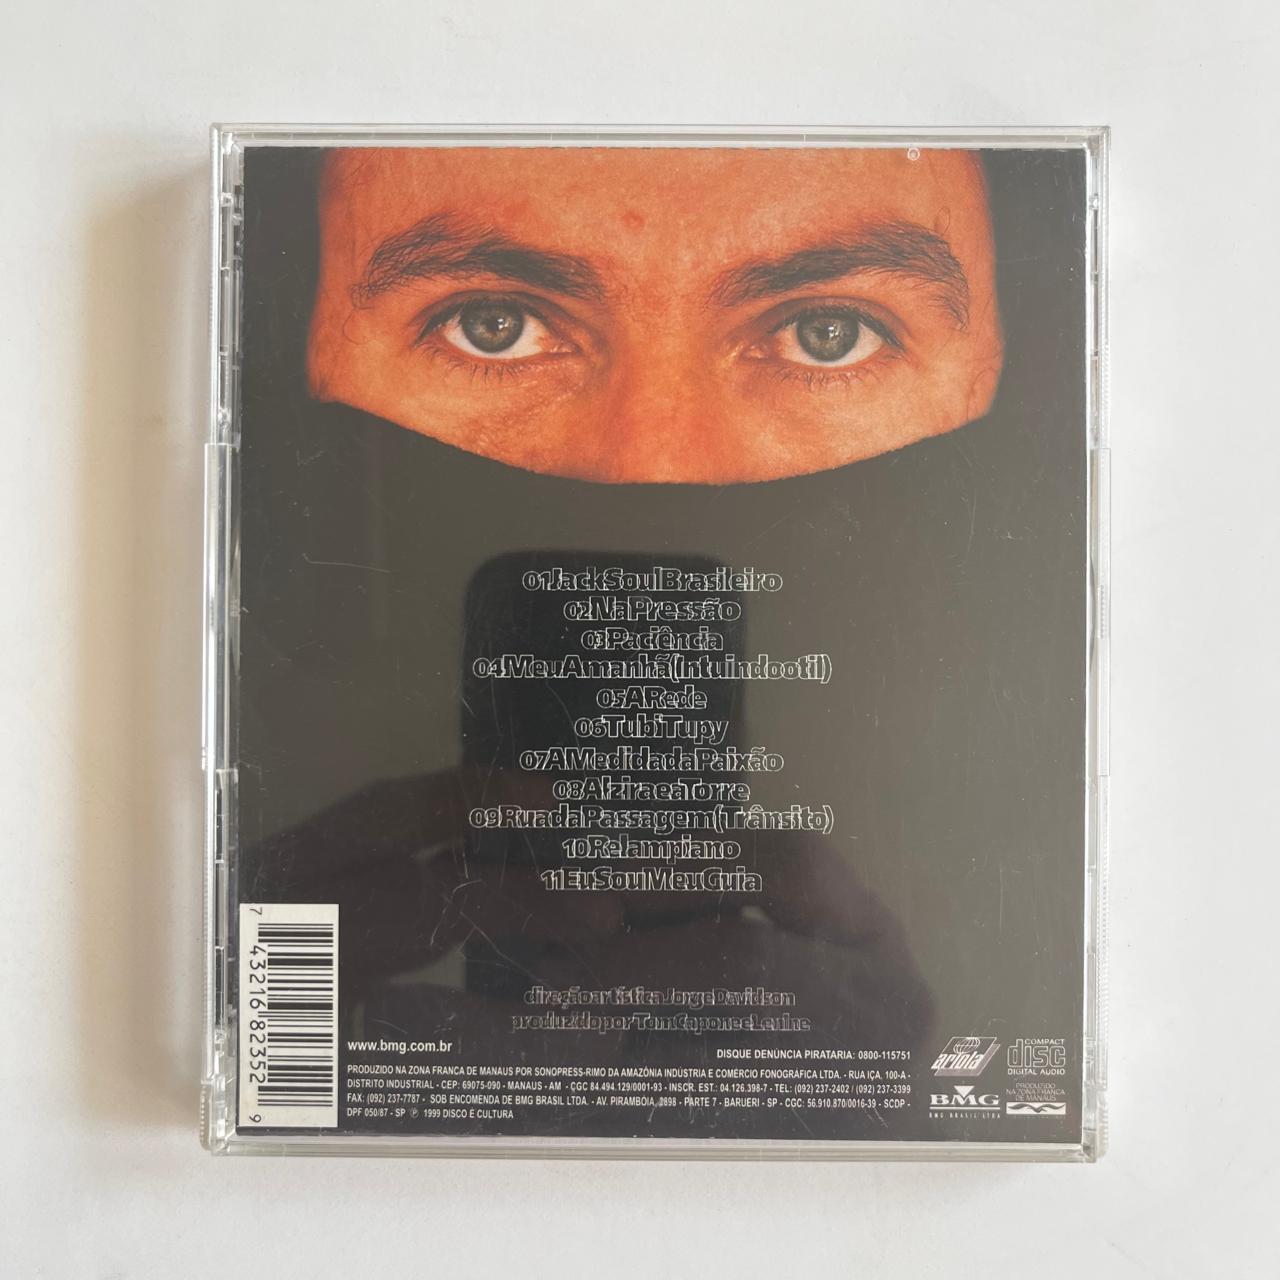 01JackSoulBrasileiro
02NaPressão
03Paciência
04MeuAmanhã(Intuindootil)
05ARede
06TubiTupy
07AMedidadaPaixão
08AlziraeaTorre
09RuadaPassagem(Trânsito)
10Relampiano
11EuSouMeuGuia
direçãoartísticaJorgeDavidson
produzidoporTomCaponeeLenine
7 43216 82352 9
www.bmg.com.br
DISQUE DENÚNCIA PIRATARIA: 0800-115751
PRODUZIDO NA ZONA FRANCA DE MANAUS POR SONOPRESS-RIMO DA AMAZÔNIA INDÚSTRIA E COMÉRCIO FONOGRÁFICA LTDA. - RUA IÇA, 100-A -
DISTRITO INDUSTRIAL - CEP: 69075-090 - MANAUS - AM - CGC 84.494.129/0001-93 - INSCR. EST.: 04.126.398-7 - TEL: (092) 237-2402 / (092) 237-3399
FAX: (092) 237-7787 - SOB ENCOMENDA DE BMG BRASIL LTDA. - AV. PIRAMBOIA, 2898 - PARTE 7 - BARUERI - SP - CGC: 56.910.870/0016-39 - SCDP -
DPF 050/87 - SP ℗ 1999 DISCO É CULTURA
ariola
COMPACT
disc
DIGITAL AUDIO
BMG
BMG BRASIL LTDA
PRODUZIDO
NA ZONA FRANCA
DE MANAUS